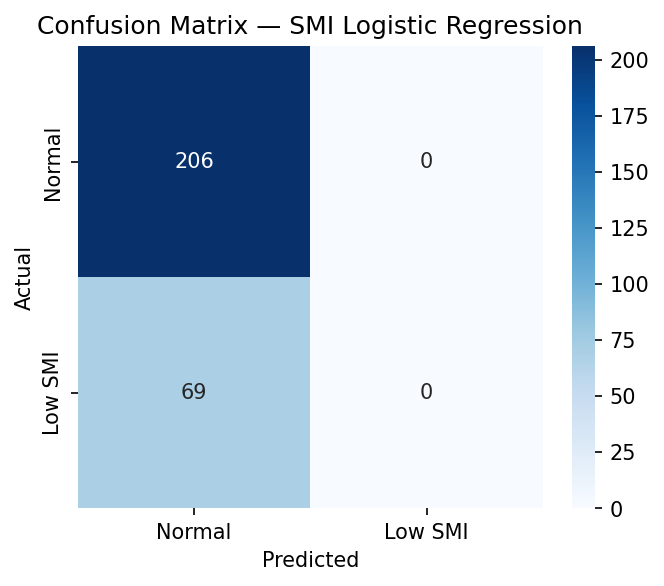 Confusion Matrix — SMI Logistic Regression
Actual
Normal
Low SMI
206
0
69
0
Normal
Low SMI
Predicted
200
175
150
125
100
75
50
25
0